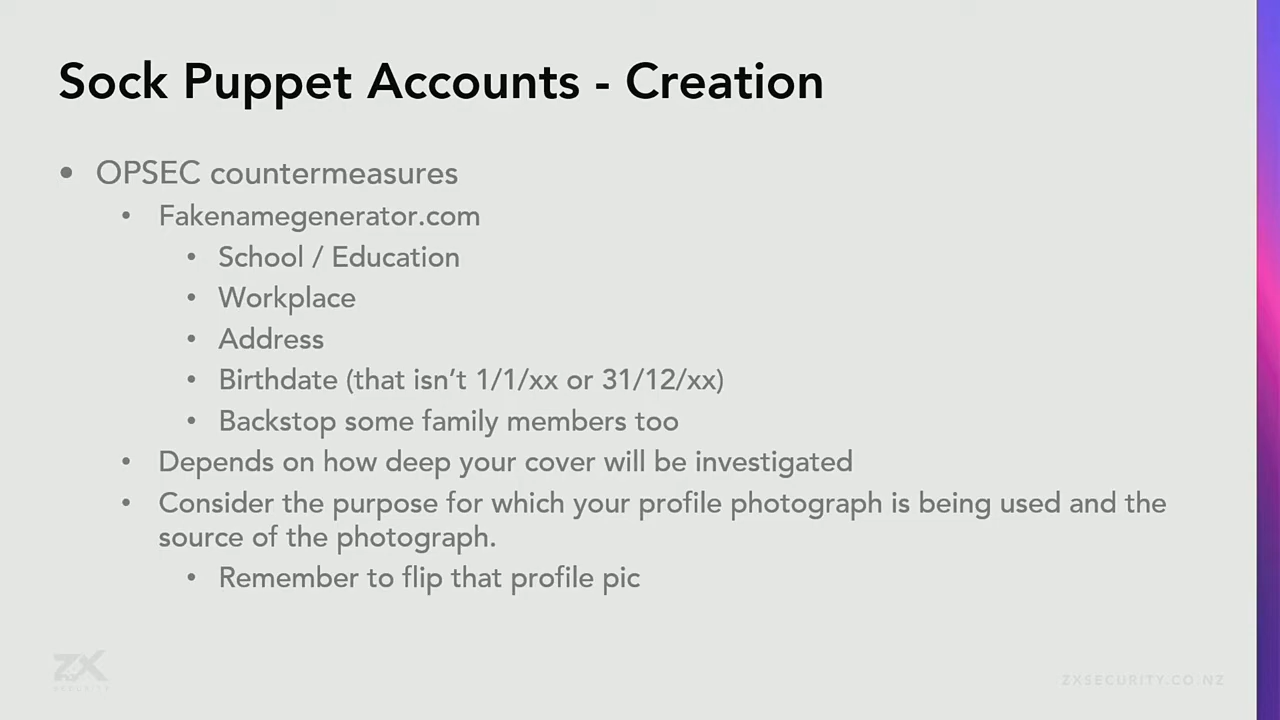 Sock Puppet Accounts - Creation
• OPSEC countermeasures
• Fakenamegenerator.com
• School / Education
• Workplace
• Address
• Birthdate (that isn't 1/1/xx or 31/12/xx)
• Backstop some family members too
• Depends on how deep your cover will be investigated
• Consider the purpose for which your profile photograph is being used and the
source of the photograph.
• Remember to flip that profile pic
ZX
SECURITY
ZXSECURITY.CO.NZ